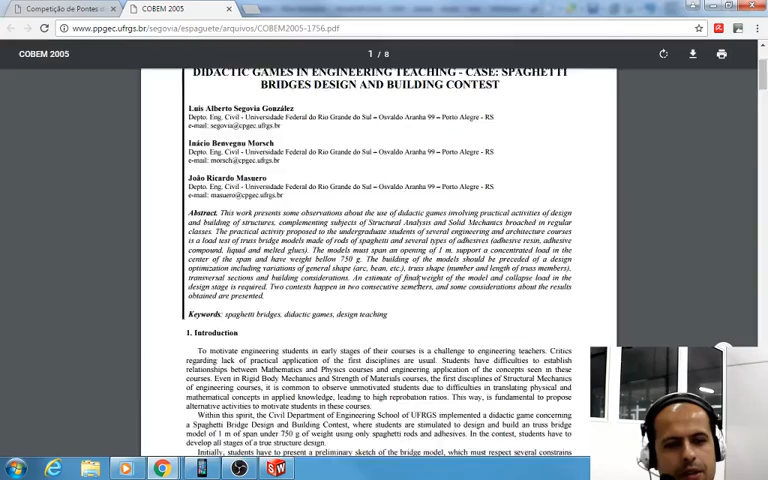 Competição de Pontes d
COBEM 2005
www.ppgec.ufrgs.br/segovia/espaguete/arquivos/COBEM2005-1756.pdf
COBEM 2005
1 / 8
DIDACTIC GAMES IN ENGINEERING TEACHING - CASE: SPAGHETTI
BRIDGES DESIGN AND BUILDING CONTEST
Luis Alberto Segovia González
Depto. Eng. Civil - Universidade Federal do Rio Grande do Sul – Osvaldo Aranha 99 – Porto Alegre - RS
e-mail: segovia@cpgec.ufrgs.br
Inácio Benvegnu Morsch
Depto. Eng. Civil - Universidade Federal do Rio Grande do Sul – Osvaldo Aranha 99 – Porto Alegre - RS
e-mail: morsch@cpgec.ufrgs.br
João Ricardo Masuero
Depto. Eng. Civil - Universidade Federal do Rio Grande do Sul – Osvaldo Aranha 99 – Porto Alegre - RS
e-mail: masuero@cpgec.ufrgs.br
Abstract. This work presents some observations about the use of didactic games involving practical activities of design
and building of structures, complementing subjects of Structural Analysis and Solid Mechanics broached in regular
classes. The practical activity proposed to the undergraduate students of several engineering and architecture courses
is a load test of truss bridge models made of rods of spaghetti and several types of adhesives (adhesive resin, adhesive
compound, liquid and melted glues). The models must span an opening of 1 m, support a concentrated load in the
center of the span and have weight bellow 750 g. The building of the models should be preceded of a design
optimization including variations of general shape (arc, bean, etc.), truss shape (number and length of truss members),
transversal sections and building considerations. An estimate of final weight of the model and collapse load in the
design stage is required. Two contests happen in two consecutive semesters, and some considerations about the results
obtained are presented.
Keywords: spaghetti bridges, didactic games, design teaching
1. Introduction
To motivate engineering students in early stages of their courses is a challenge to engineering teachers. Critics
regarding lack of practical application of the first disciplines are usual. Students have difficulties to establish
relationships between Mathematics and Physics courses and engineering application of the concepts seen in these
courses. Even in Rigid Body Mechanics and Strength of Materials courses, the first disciplines of Structural Mechanics
of engineering courses, it is common to observe unmotivated students due to difficulties in translating physical and
mathematical concepts in applied knowledge, leading to high reprobation ratios. This way, is fundamental to propose
alternative activities to motivate students in these courses.
Within this spirit, the Civil Department of Engineering School of UFRGS implemented a didactic game concerning
a Spaghetti Bridge Design and Building Contest, where students are stimulated to design and build an truss bridge
model of 1 m of span under 750 g of weight using only spaghetti rods and adhesives. In the contest, students have to
develop all stages of a true structure design.
Initially, students have to present a preliminary sketch of the bridge model, which must respect several constrains